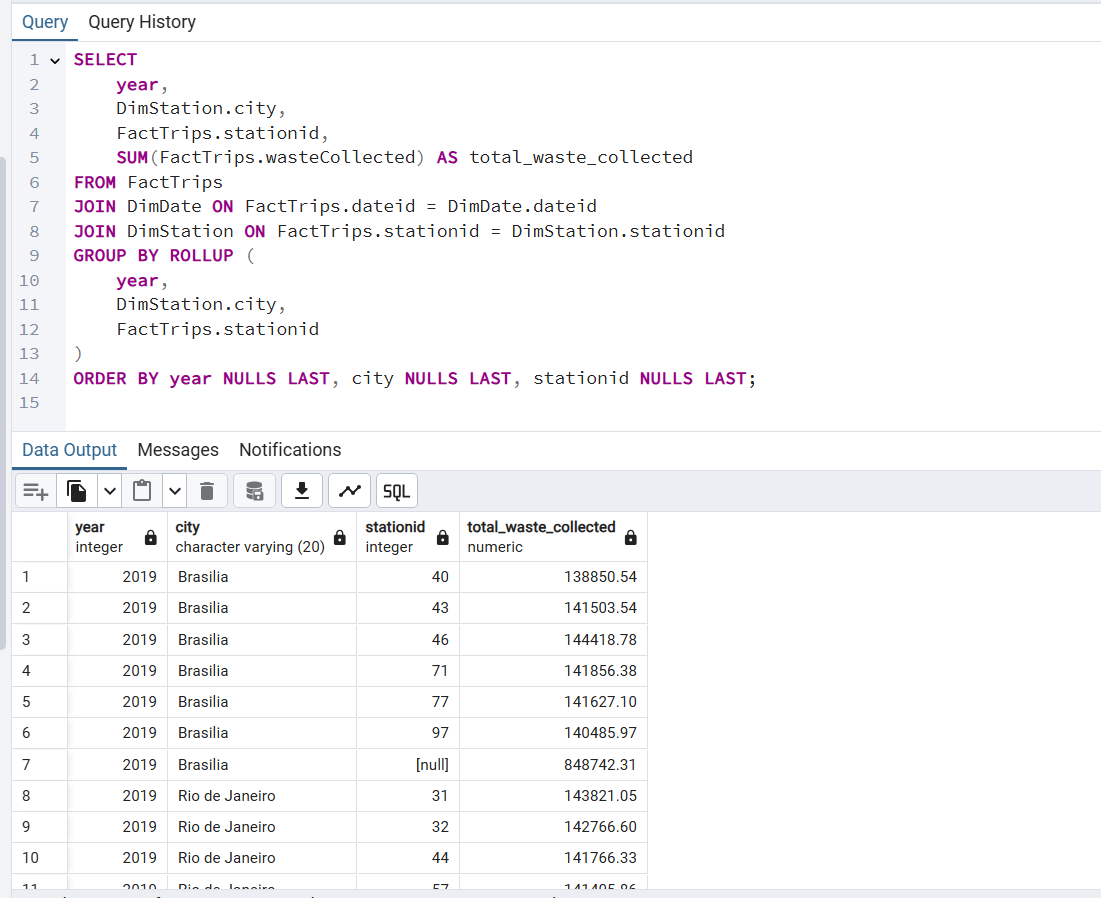 Query Query History
1 SELECT
2 year,
3 DimStation.city,
4 FactTrips.stationid,
5 SUM(FactTrips.wasteCollected) AS total_waste_collected
6 FROM FactTrips
7 JOIN DimDate ON FactTrips.dateid = DimDate.dateid
8 JOIN DimStation ON FactTrips.stationid = DimStation.stationid
9 GROUP BY ROLLUP (
10 year,
11 DimStation.city,
12 FactTrips.stationid
13 )
14 ORDER BY year NULLS LAST, city NULLS LAST, stationid NULLS LAST;
15
Data Output Messages Notifications
SQL
year city stationid total_waste_collected
integer character varying (20) integer numeric
1 2019 Brasilia 40 138850.54
2 2019 Brasilia 43 141503.54
3 2019 Brasilia 46 144418.78
4 2019 Brasilia 71 141856.38
5 2019 Brasilia 77 141627.10
6 2019 Brasilia 97 140485.97
7 2019 Brasilia [null] 848742.31
8 2019 Rio de Janeiro 31 143821.05
9 2019 Rio de Janeiro 32 142766.60
10 2019 Rio de Janeiro 44 141766.33
11 2019 Rio de Janeiro 57